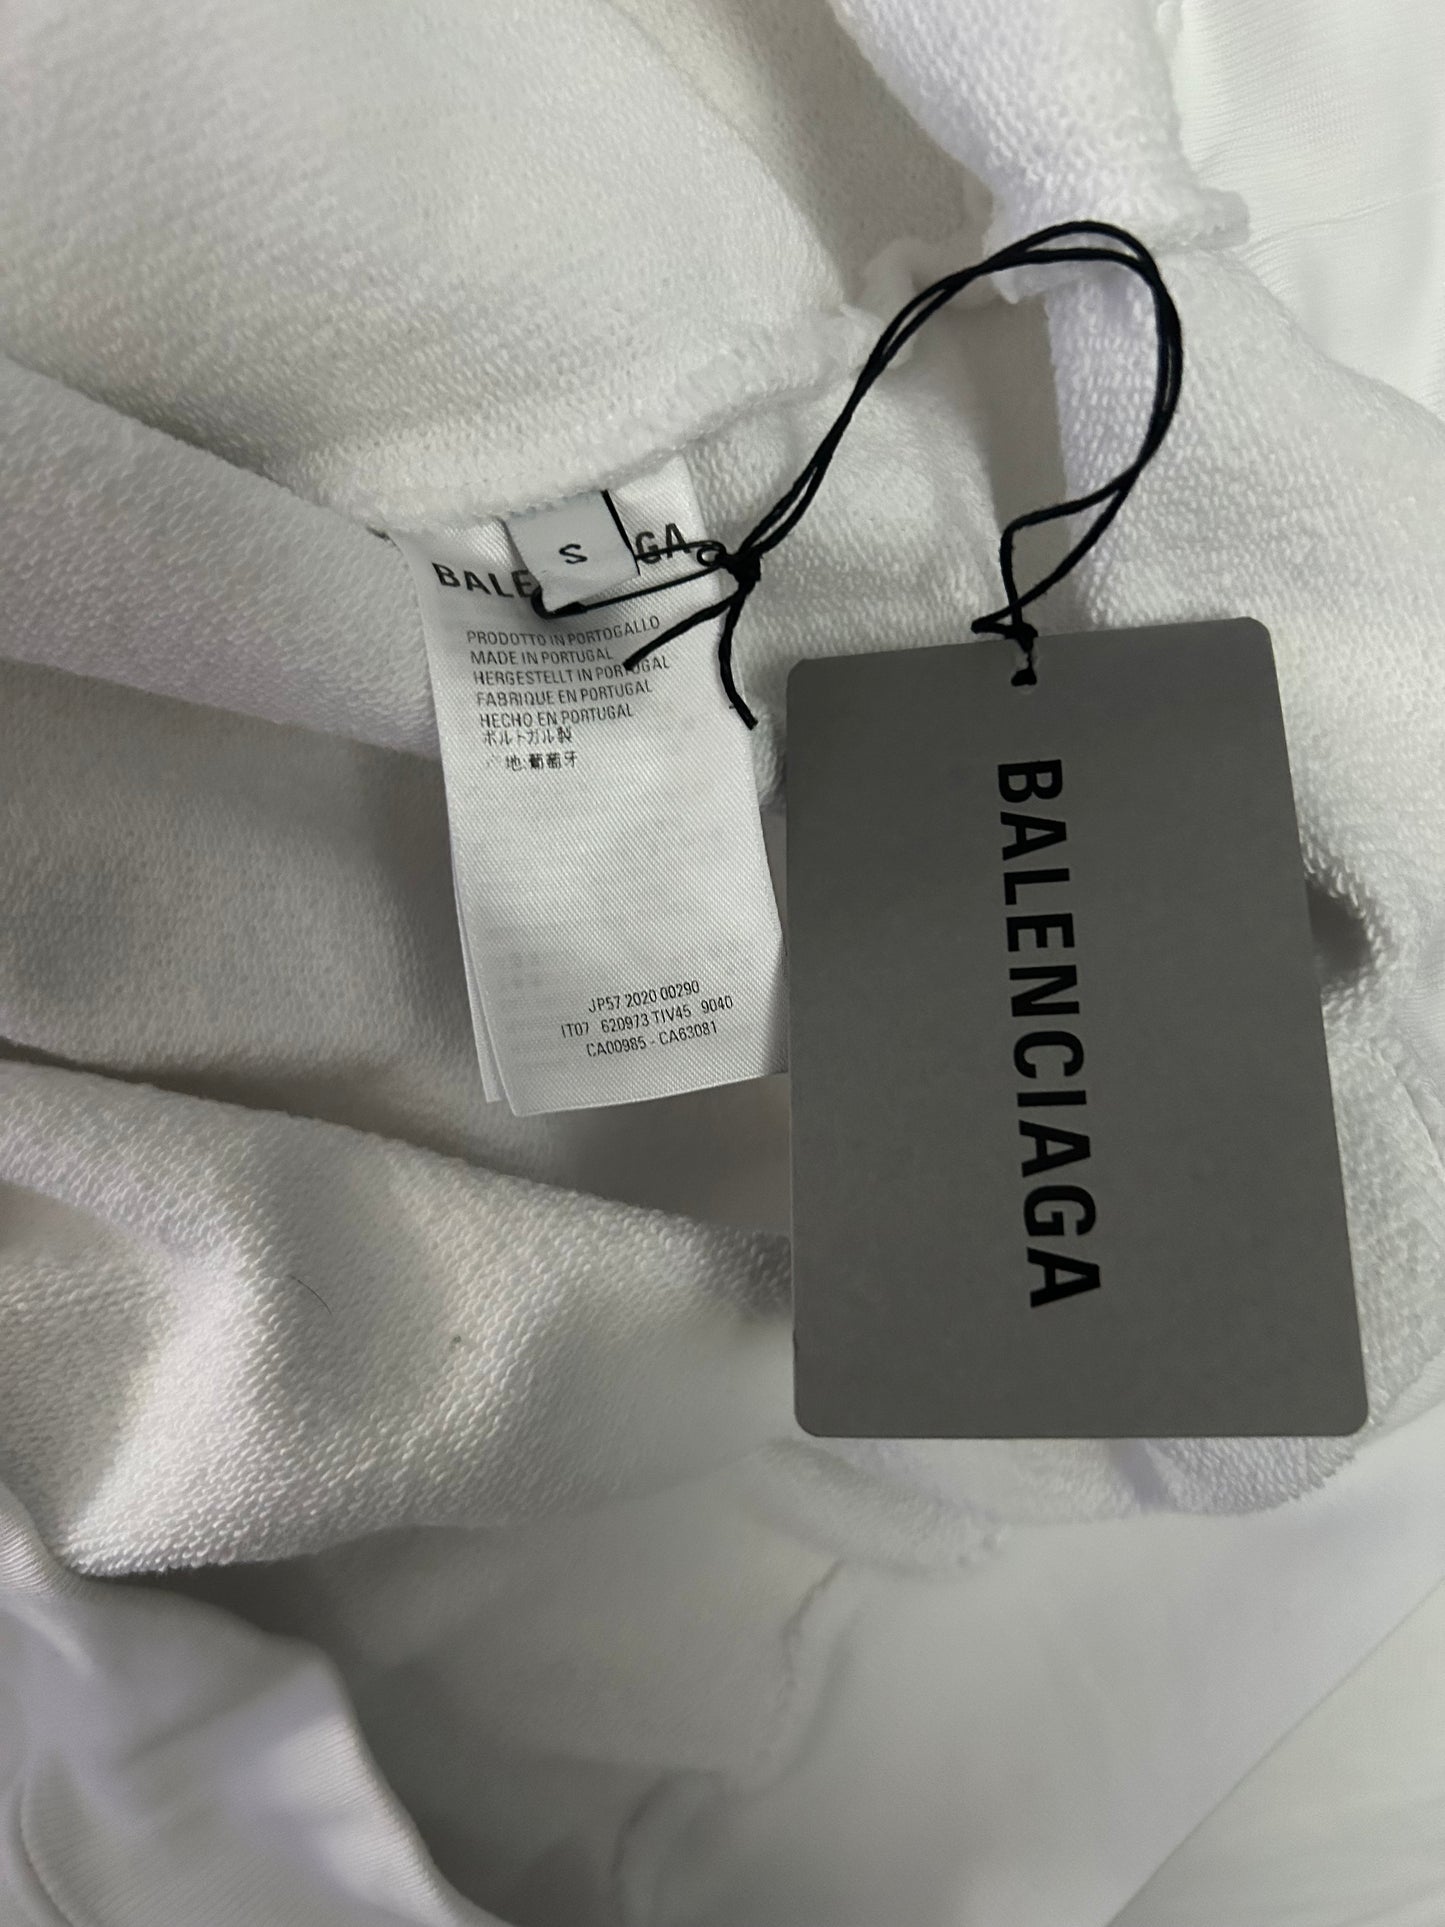 BALE GA
S
PRODOTTO IN PORTOGALLO
MADE IN PORTUGAL
HERGESTELLT IN PORTUGAL
FABRIQUE EN PORTUGAL
HECHO EN PORTUGAL
ポルトガル製
地:葡萄牙
JP57 2020 00290
IT07 620973 TIV45 9040
CA00985 - CA63081
BALENCIAGA